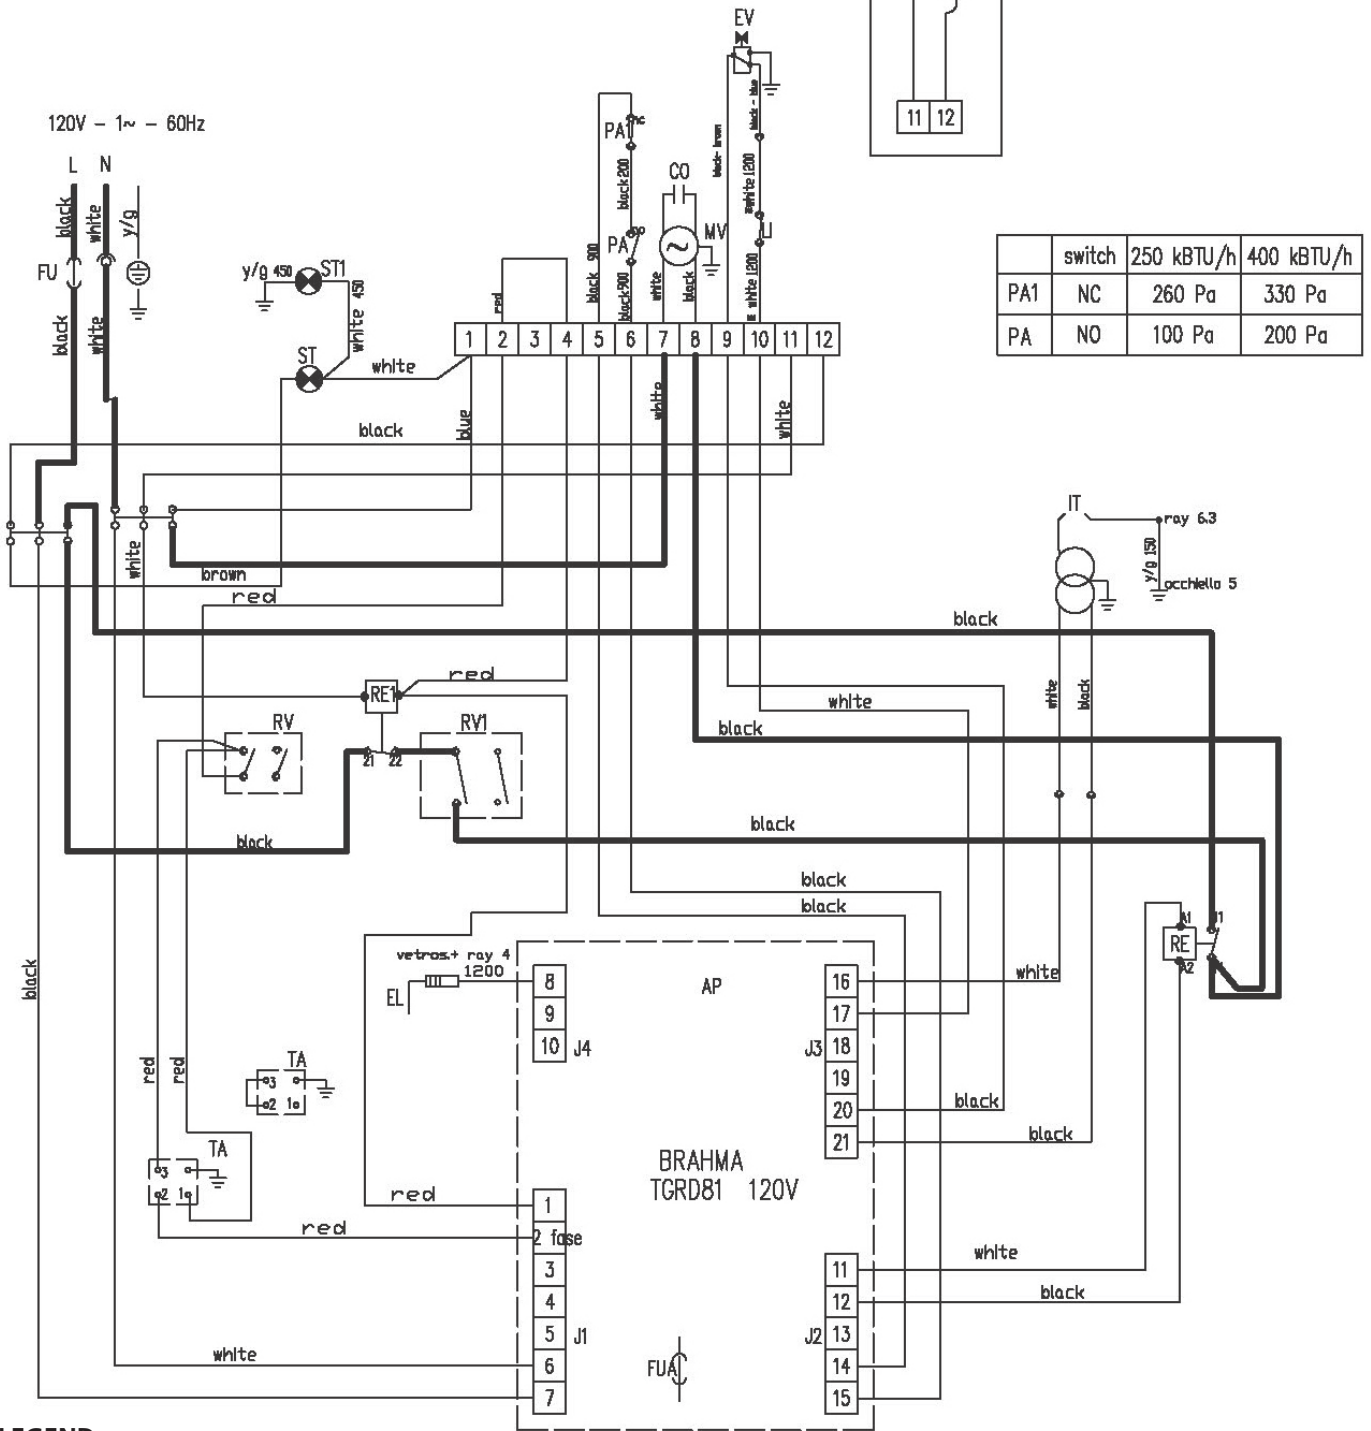 EV
11 12
120V - 1~ - 60Hz
L N
black
white
y/g
FU
black
white
PA1
NC
black 200
PA
NO
black 900
black 900
CO
MV
white
black
black- brown
black - blue
white 1200
white 1200
switch 250 kBTU/h 400 kBTU/h
PA1 NC 260 Pa 330 Pa
PA NO 100 Pa 200 Pa
y/g 450 ST1
white 450
ST
white
red
1 2 3 4 5 6 7 8 9 10 11 12
blue
white
white
black
white
brown
red
IT
ray 6.3
y/g 150
occhiello 5
black
red
RE1
white
white
black
RV
RV1
21 22
black
black
black
black
black
A1 11
RE
A2
white
vetros.+ ray 4
1200
EL
8
9
10 J4
AP
16
17
J3 18
19
20
21
black
black
black
red
red
TA
3
2 1
TA
3
2 1
BRAHMA
TGRD81 120V
red
red
1
2 fase
3
4
5 J1
6
7
white
FUA
11
12
J2 13
14
15
white
black
LEGEND